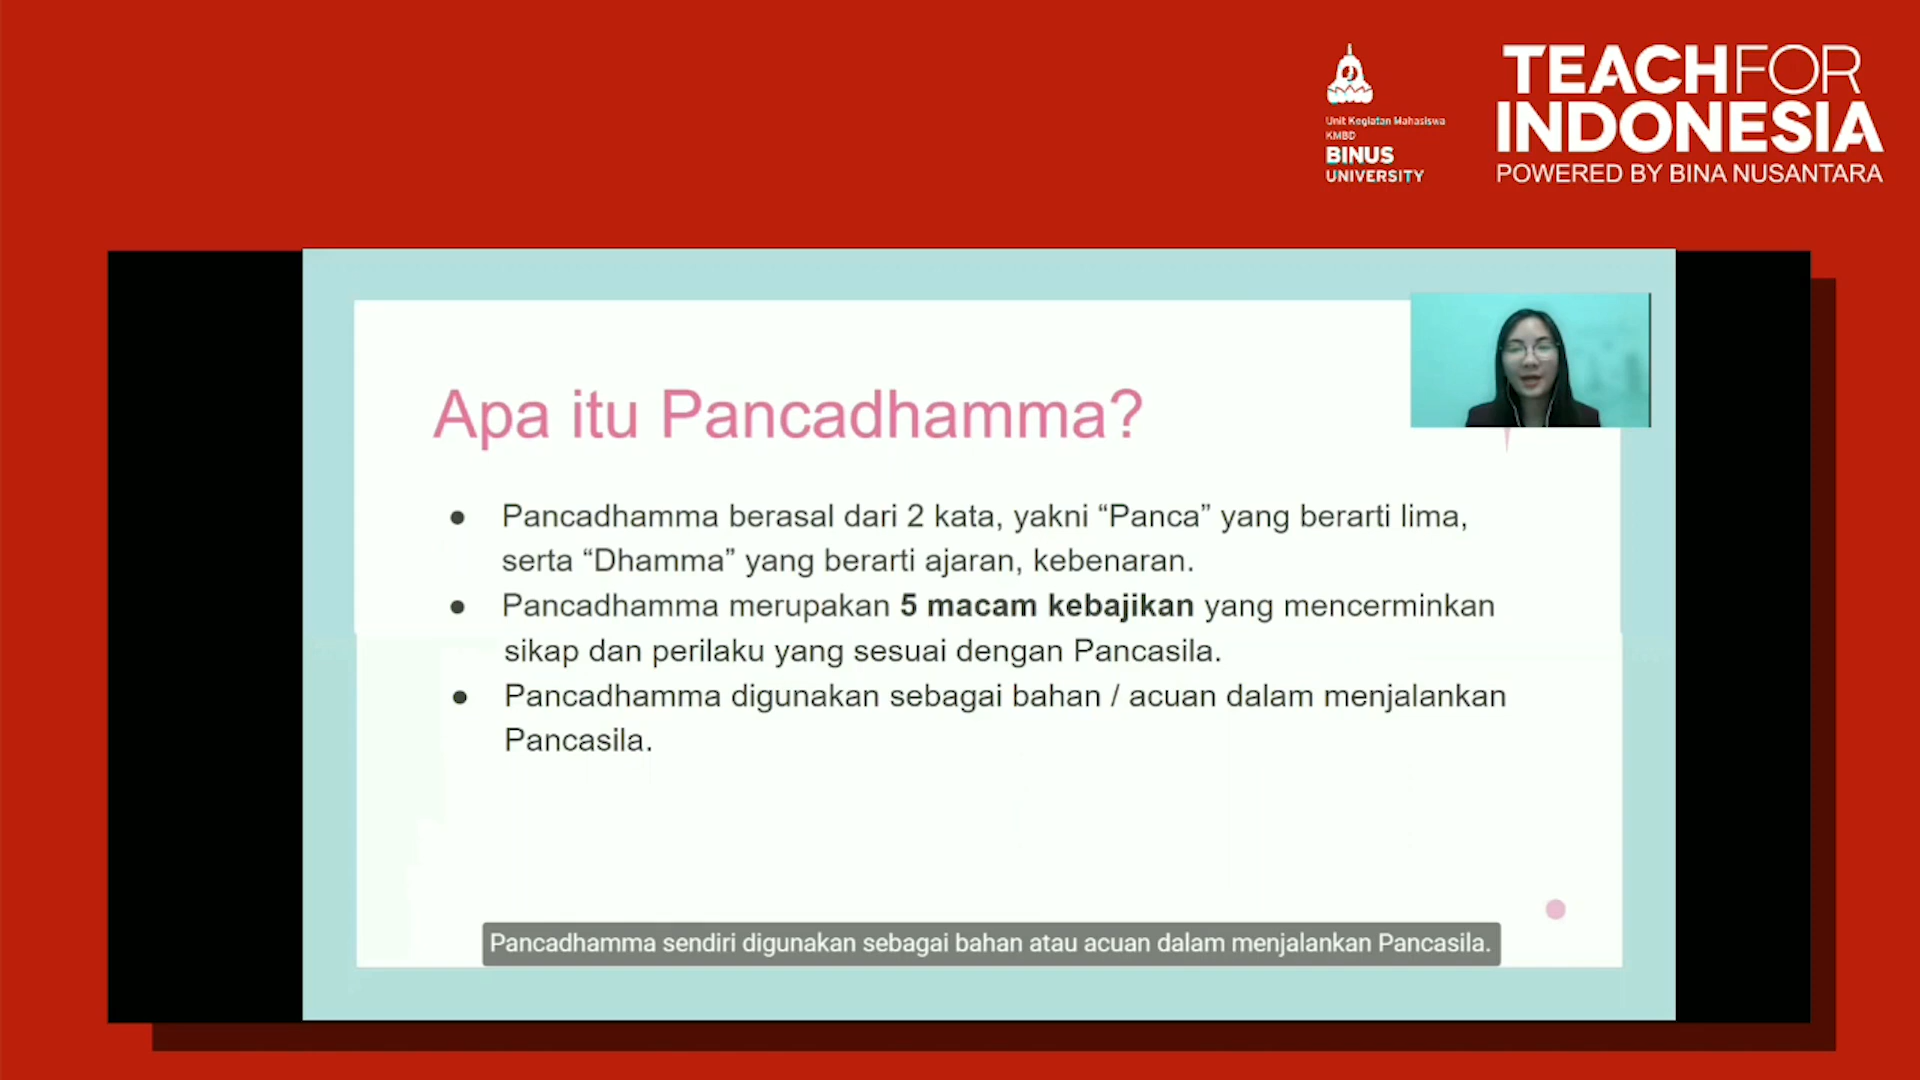 Unit Kegiatan Mahasiswa
KMBD
BINUS
UNIVERSITY
TEACHFOR
INDONESIA
POWERED BY BINA NUSANTARA
Apa itu Pancadhamma?
● Pancadhamma berasal dari 2 kata, yakni “Panca” yang berarti lima,
serta “Dhamma” yang berarti ajaran, kebenaran.
● Pancadhamma merupakan 5 macam kebajikan yang mencerminkan
sikap dan perilaku yang sesuai dengan Pancasila.
● Pancadhamma digunakan sebagai bahan / acuan dalam menjalankan
Pancasila.
Pancadhamma sendiri digunakan sebagai bahan atau acuan dalam menjalankan Pancasila.